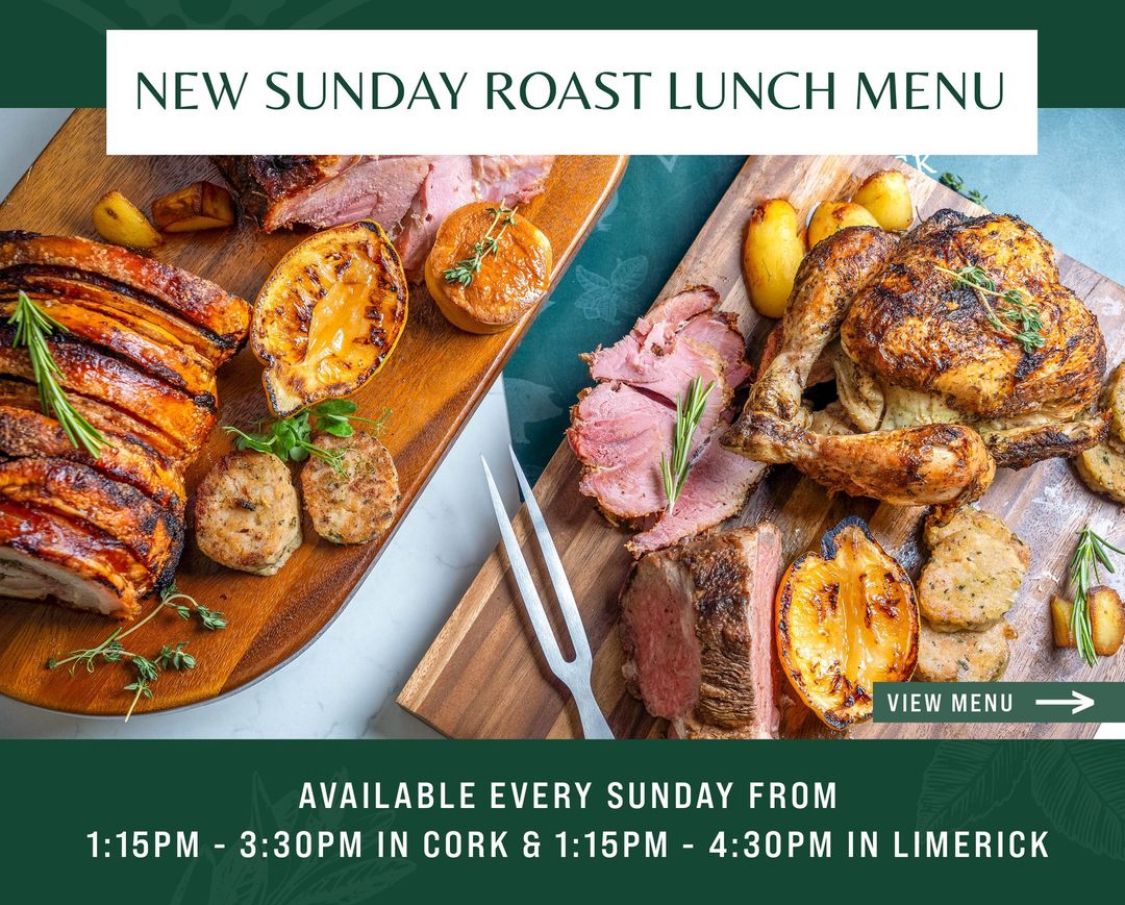 NEW SUNDAY ROAST LUNCH MENU
VIEW MENU
AVAILABLE EVERY SUNDAY FROM
1:15PM - 3:30PM IN CORK & 1:15PM - 4:30PM IN LIMERICK